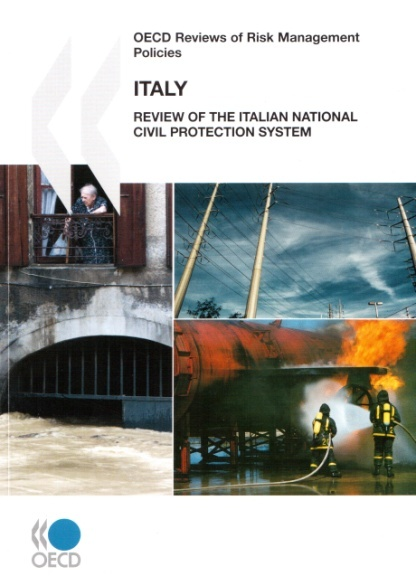 OECD Reviews of Risk Management
Policies
ITALY
REVIEW OF THE ITALIAN NATIONAL
CIVIL PROTECTION SYSTEM
OECD